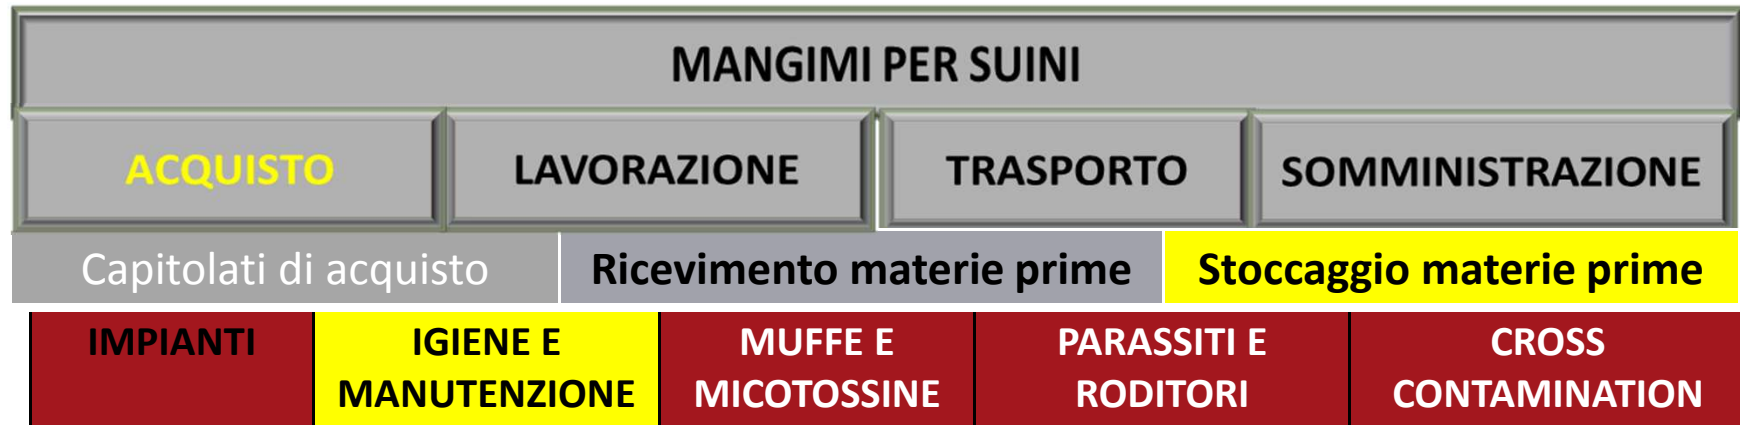 MANGIMI PER SUINI
ACQUISTO LAVORAZIONE TRASPORTO SOMMINISTRAZIONE
Capitolati di acquisto Ricevimento materie prime Stoccaggio materie prime
IMPIANTI IGIENE E MUFFE E PARASSITI E CROSS
MANUTENZIONE MICOTOSSINE RODITORI CONTAMINATION